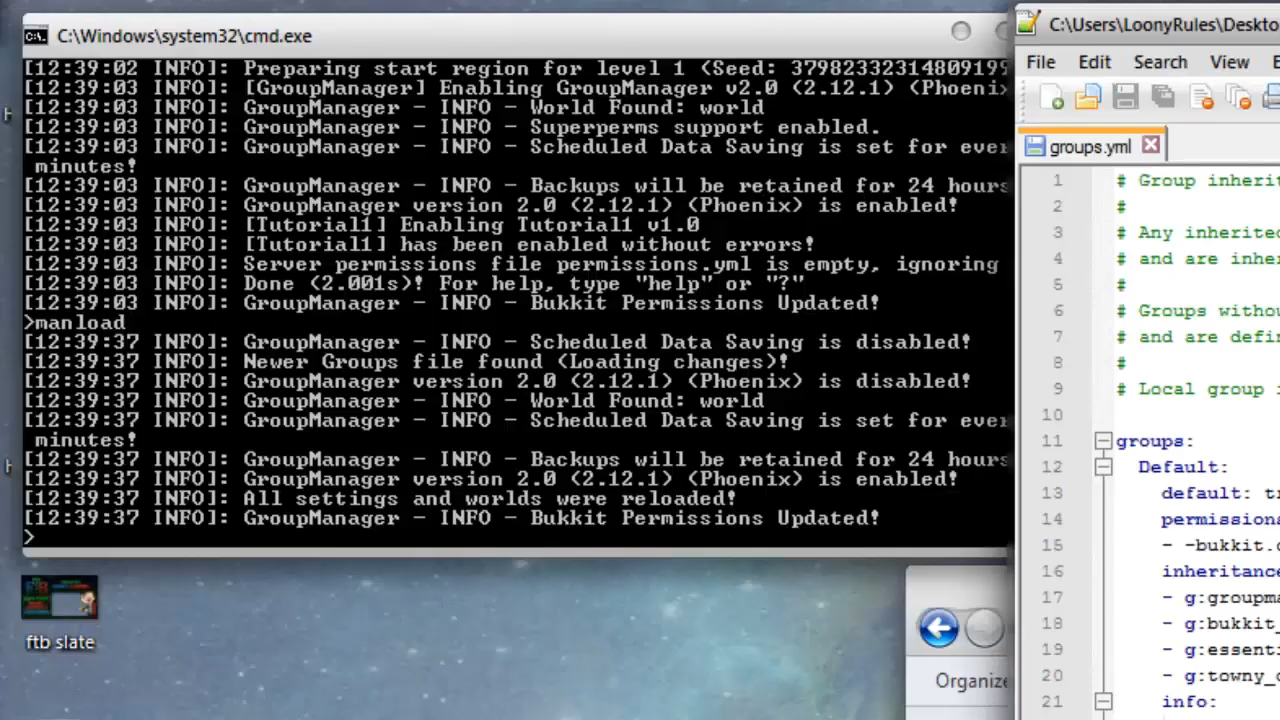 C:\Windows\system32\cmd.exe
[12:39:02 INFO]: Preparing start region for level 1 (Seed: 3798233231480919
[12:39:03 INFO]: [GroupManager] Enabling GroupManager v2.0 (2.12.1) (Phoenix
[12:39:03 INFO]: GroupManager - INFO - World Found: world
[12:39:03 INFO]: GroupManager - INFO - Superperms support enabled.
[12:39:03 INFO]: GroupManager - INFO - Scheduled Data Saving is set for ever
minutes!
[12:39:03 INFO]: GroupManager - INFO - Backups will be retained for 24 hours
[12:39:03 INFO]: GroupManager version 2.0 (2.12.1) (Phoenix) is enabled!
[12:39:03 INFO]: [Tutorial1] Enabling Tutorial1 v1.0
[12:39:03 INFO]: [Tutorial1] has been enabled without errors!
[12:39:03 INFO]: Server permissions file permissions.yml is empty, ignoring
[12:39:03 INFO]: Done (2.001s)! For help, type "help" or "?"
[12:39:03 INFO]: GroupManager - INFO - Bukkit Permissions Updated!
>manload
[12:39:37 INFO]: GroupManager - INFO - Scheduled Data Saving is disabled!
[12:39:37 INFO]: Newer Groups file found (Loading changes)!
[12:39:37 INFO]: GroupManager version 2.0 (2.12.1) (Phoenix) is disabled!
[12:39:37 INFO]: GroupManager - INFO - World Found: world
[12:39:37 INFO]: GroupManager - INFO - Scheduled Data Saving is set for ever
minutes!
[12:39:37 INFO]: GroupManager - INFO - Backups will be retained for 24 hours
[12:39:37 INFO]: GroupManager version 2.0 (2.12.1) (Phoenix) is enabled!
[12:39:37 INFO]: All settings and worlds were reloaded!
[12:39:37 INFO]: GroupManager - INFO - Bukkit Permissions Updated!
>
ftb slate
Organize
C:\Users\LoonyRules\Deskto
File Edit Search View E
groups.yml
1 # Group inherit
2 #
3 # Any inherited
4 # and are inher
5 #
6 # Groups withou
7 # and are defin
8 #
9 # Local group i
10
11 groups:
12 Default:
13 default: tr
14 permissions
15 - -bukkit.c
16 inheritance
17 - g:groupma
18 - g:bukkit_
19 - g:essenti
20 - g:towny_d
21 info: